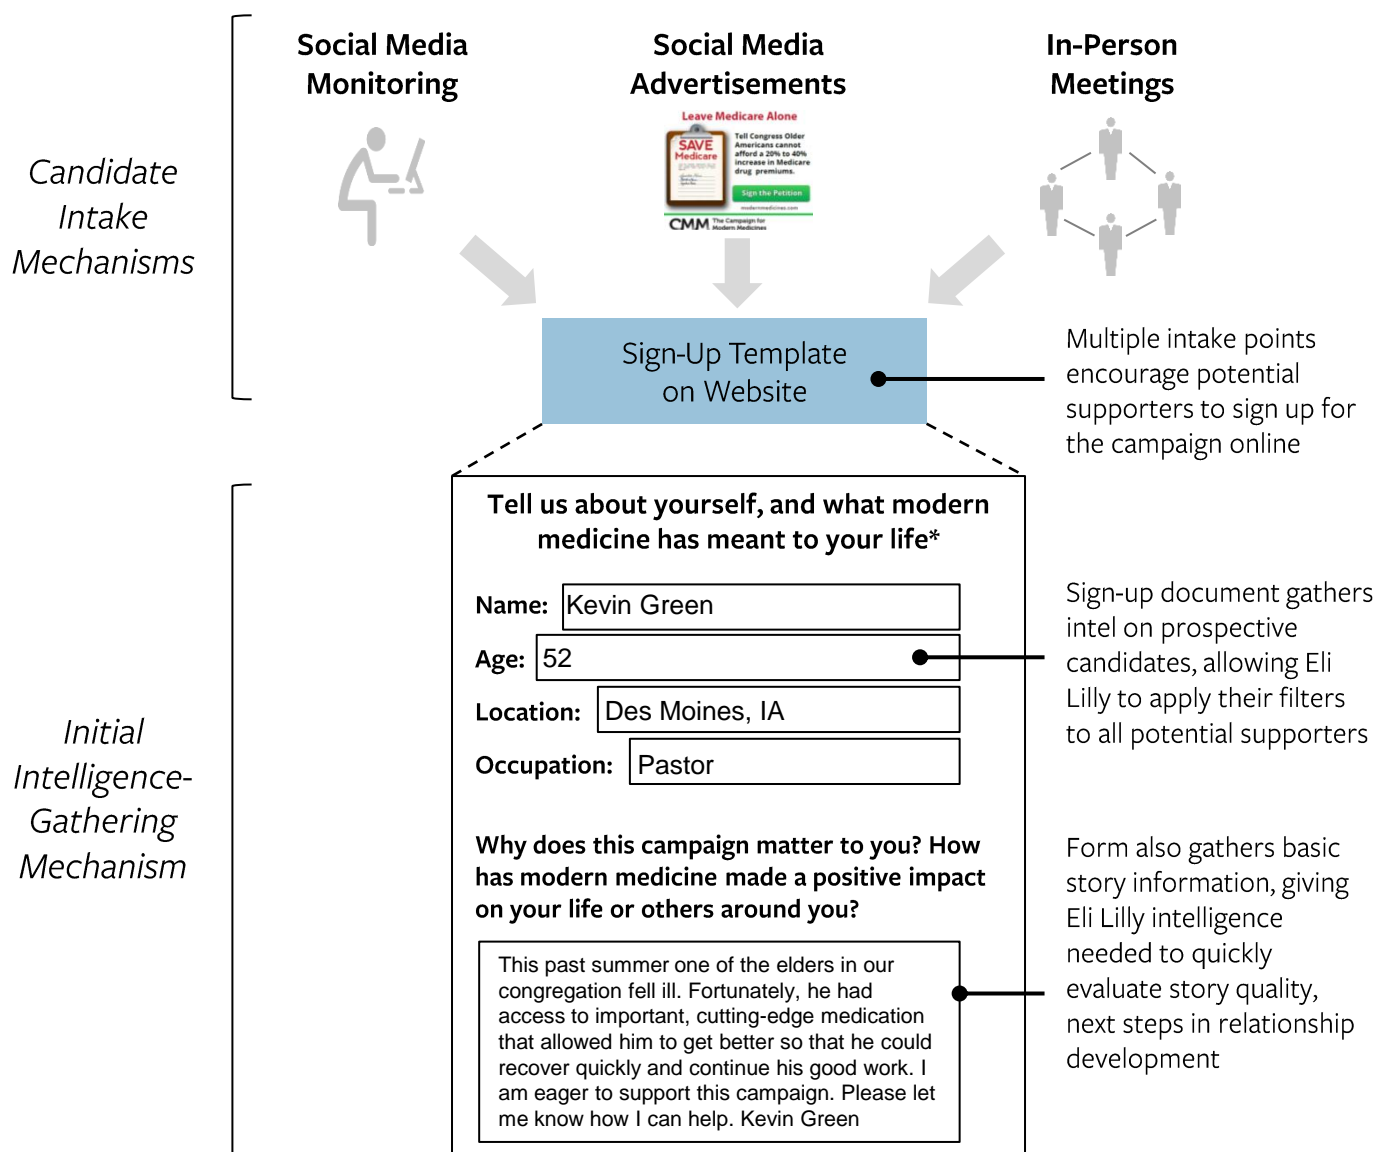 Social Media
Monitoring
Social Media
Advertisements
In-Person
Meetings
Candidate
Intake
Mechanisms
Leave Medicare Alone
SAVE
Medicare
Tell Congress Older
Americans cannot
afford a 20% to 40%
increase in Medicare
drug premiums.
Sign the Petition
modernmedicines.com
CMM The Campaign for
Modern Medicines
Sign-Up Template
on Website
Multiple intake points
encourage potential
supporters to sign up for
the campaign online
Initial
Intelligence-
Gathering
Mechanism
Tell us about yourself, and what modern
medicine has meant to your life*
Name: Kevin Green
Age: 52
Location: Des Moines, IA
Occupation: Pastor
Sign-up document gathers
intel on prospective
candidates, allowing Eli
Lilly to apply their filters
to all potential supporters
Why does this campaign matter to you? How
has modern medicine made a positive impact
on your life or others around you?
This past summer one of the elders in our
congregation fell ill. Fortunately, he had
access to important, cutting-edge medication
that allowed him to get better so that he could
recover quickly and continue his good work. I
am eager to support this campaign. Please let
me know how I can help. Kevin Green
Form also gathers basic
story information, giving
Eli Lilly intelligence
needed to quickly
evaluate story quality,
next steps in relationship
development